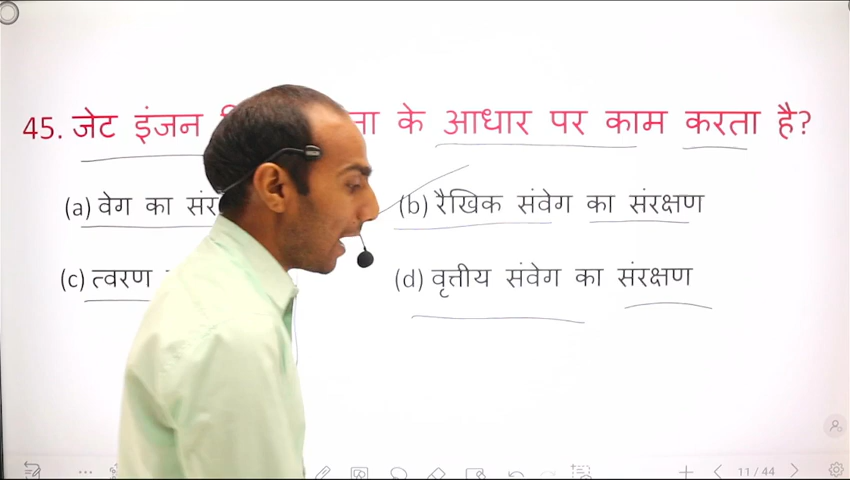 45. जेट इंजन के आधार पर काम करता है?
(a) वेग का (b) रैखिक संवेग का संरक्षण
(c) त्वरण (d) वृत्तीय संवेग का संरक्षण
11/44